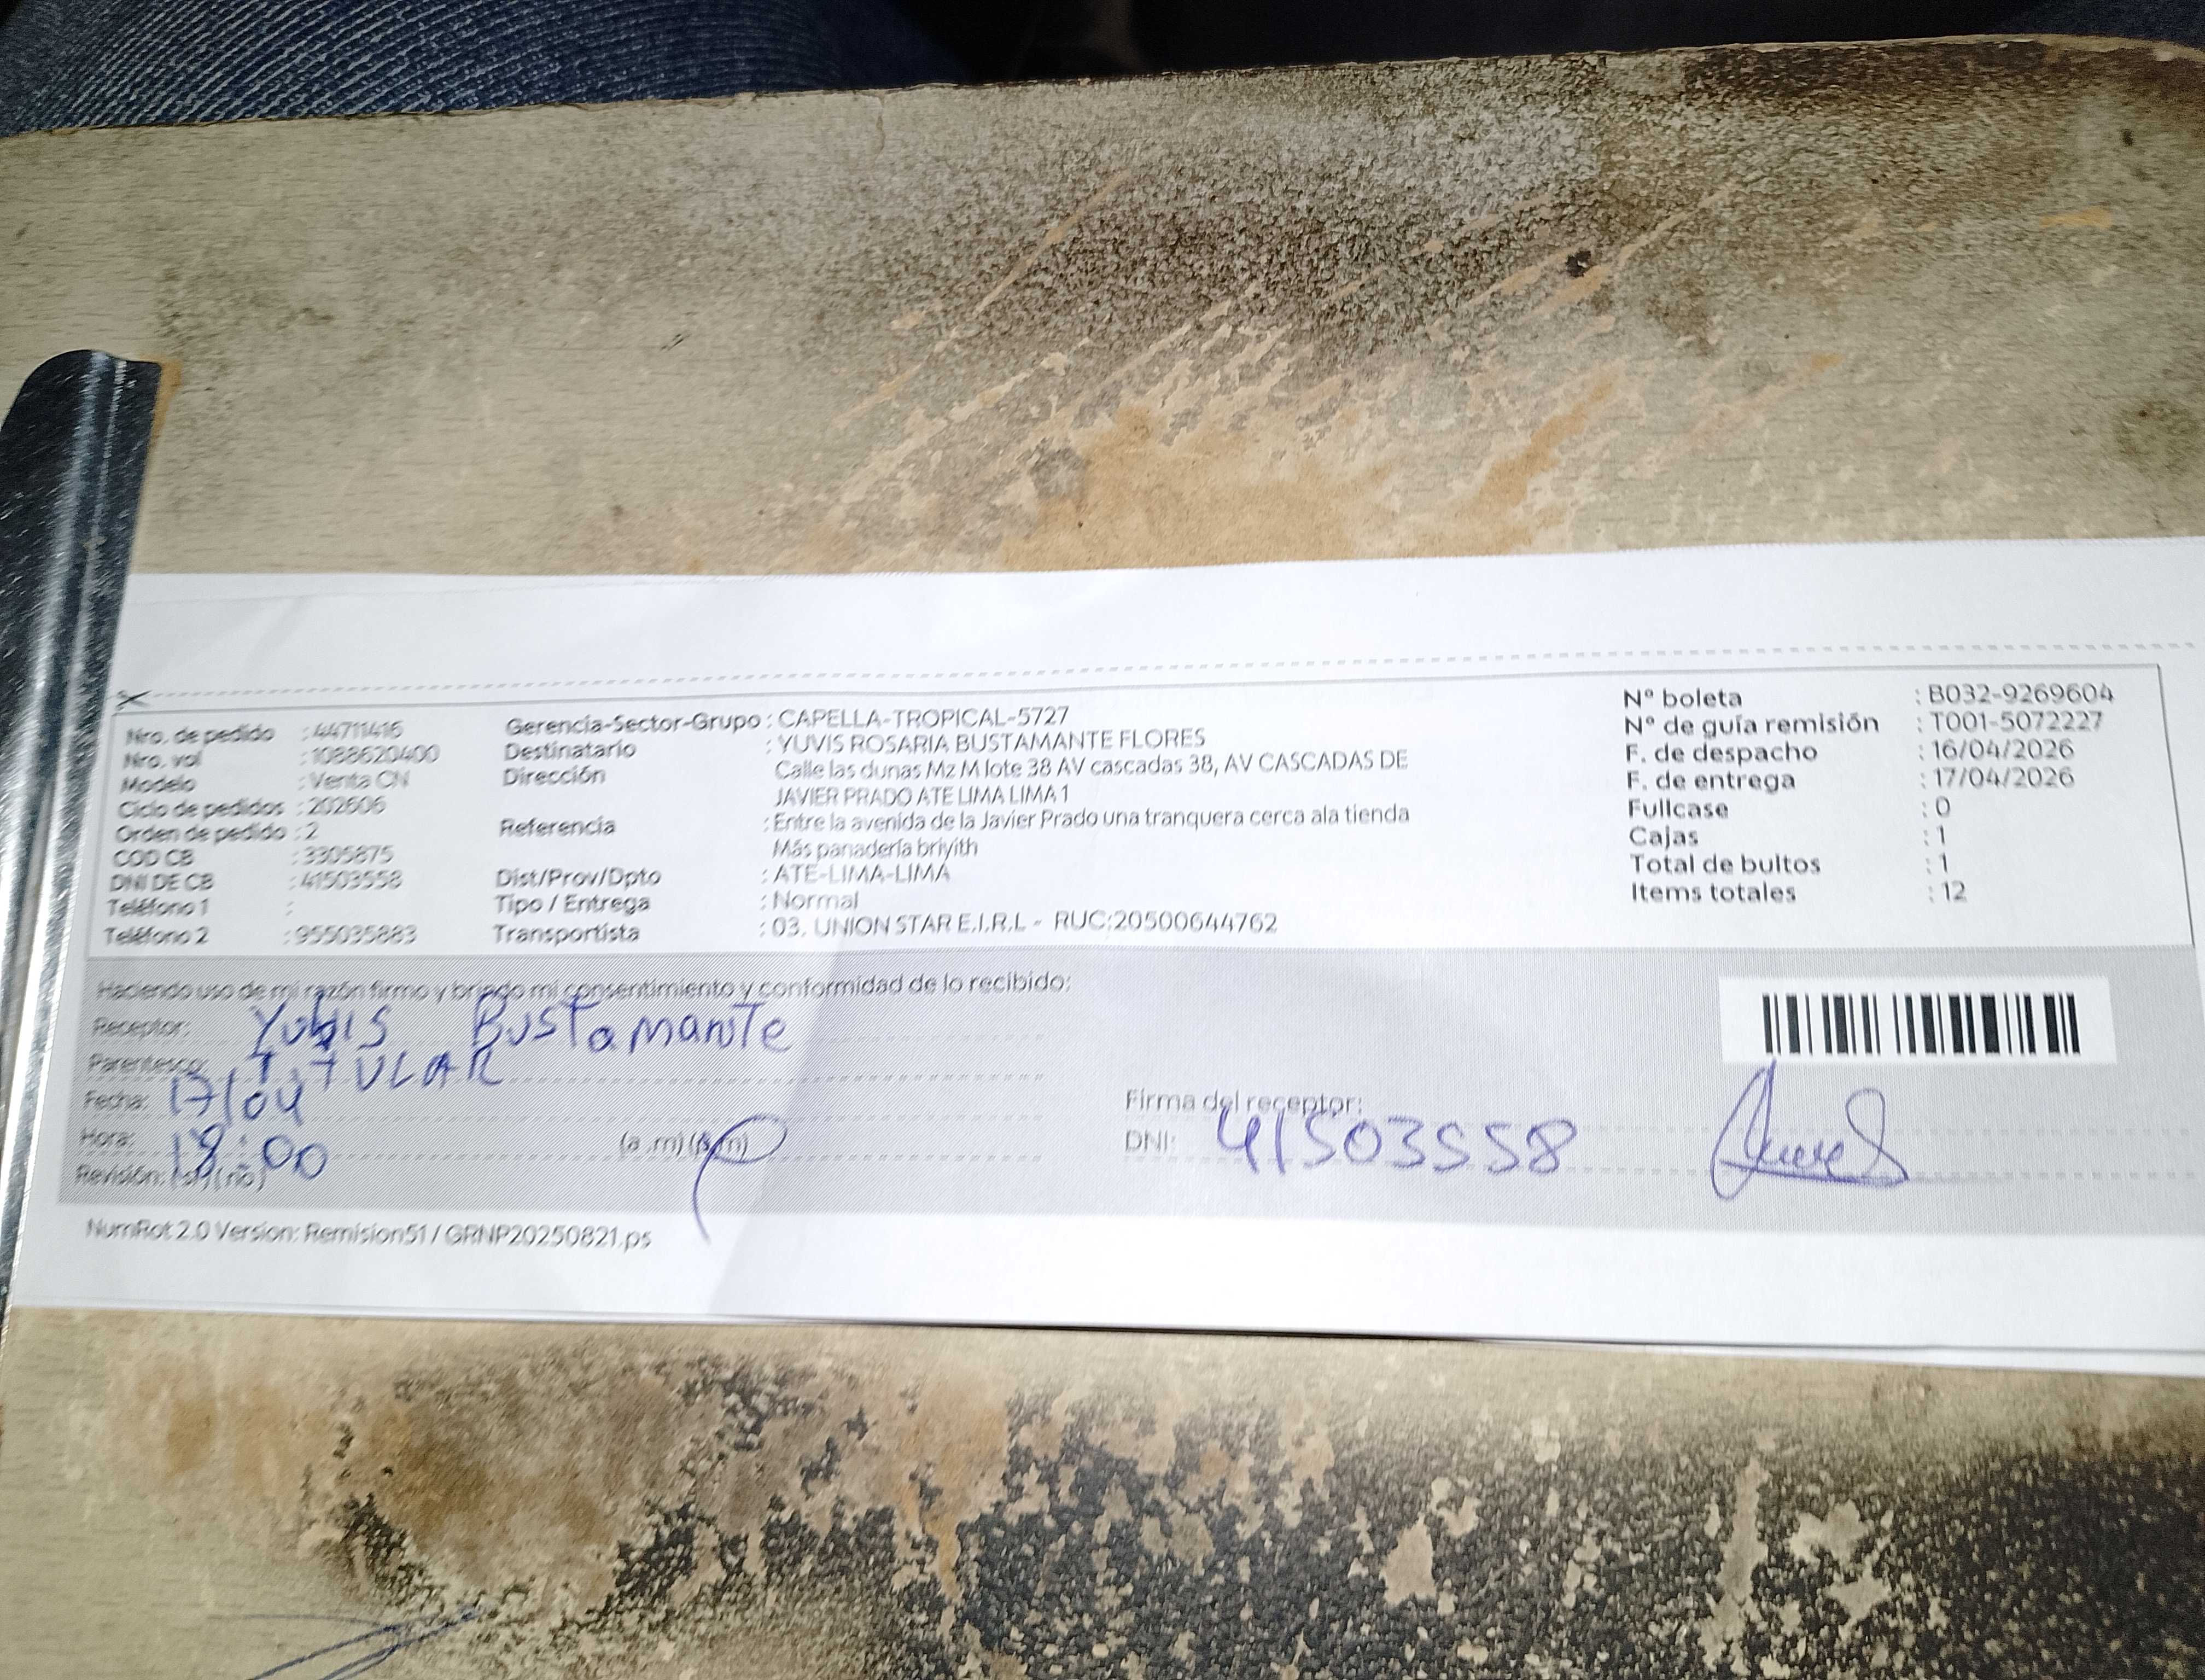 Nro. de pedido : 44711416
Nro. vol : 1088620400
Modelo : Venta CN
Ciclo de pedidos : 202606
Orden de pedido : 2
COD CB : 3305875
DNI DE CB : 41503558
Teléfono 1 :
Teléfono 2 : 955035883
Gerencia-Sector-Grupo : CAPELLA-TROPICAL-5727
Destinatario : YUVIS ROSARIA BUSTAMANTE FLORES
Dirección Calle las dunas Mz M lote 38 AV cascadas 38, AV CASCADAS DE
JAVIER PRADO ATE LIMA LIMA 1
Referencia : Entre la avenida de la Javier Prado una tranquera cerca ala tienda
Más panadería briyith
Dist/Prov/Dpto : ATE-LIMA-LIMA
Tipo / Entrega : Normal
Transportista : 03. UNION STAR E.I.R.L - RUC:20500644762
Nº boleta : B032-9269604
Nº de guía remisión : T001-5072227
F. de despacho : 16/04/2026
F. de entrega : 17/04/2026
Fullcase : 0
Cajas : 1
Total de bultos : 1
Items totales : 12
Haciendo uso de mi razón firmo y brindo mi consentimiento y conformidad de lo recibido:
Receptor: Yubis Bustamante
Parentesco: TITULAR
Fecha: 17/04
Hora: (a .m) (p.m)
Revisión: (si) (no)
Firma del receptor:
DNI: 41503558
NumRot 2.0 Version: Remision51 / GRNP20250821.ps